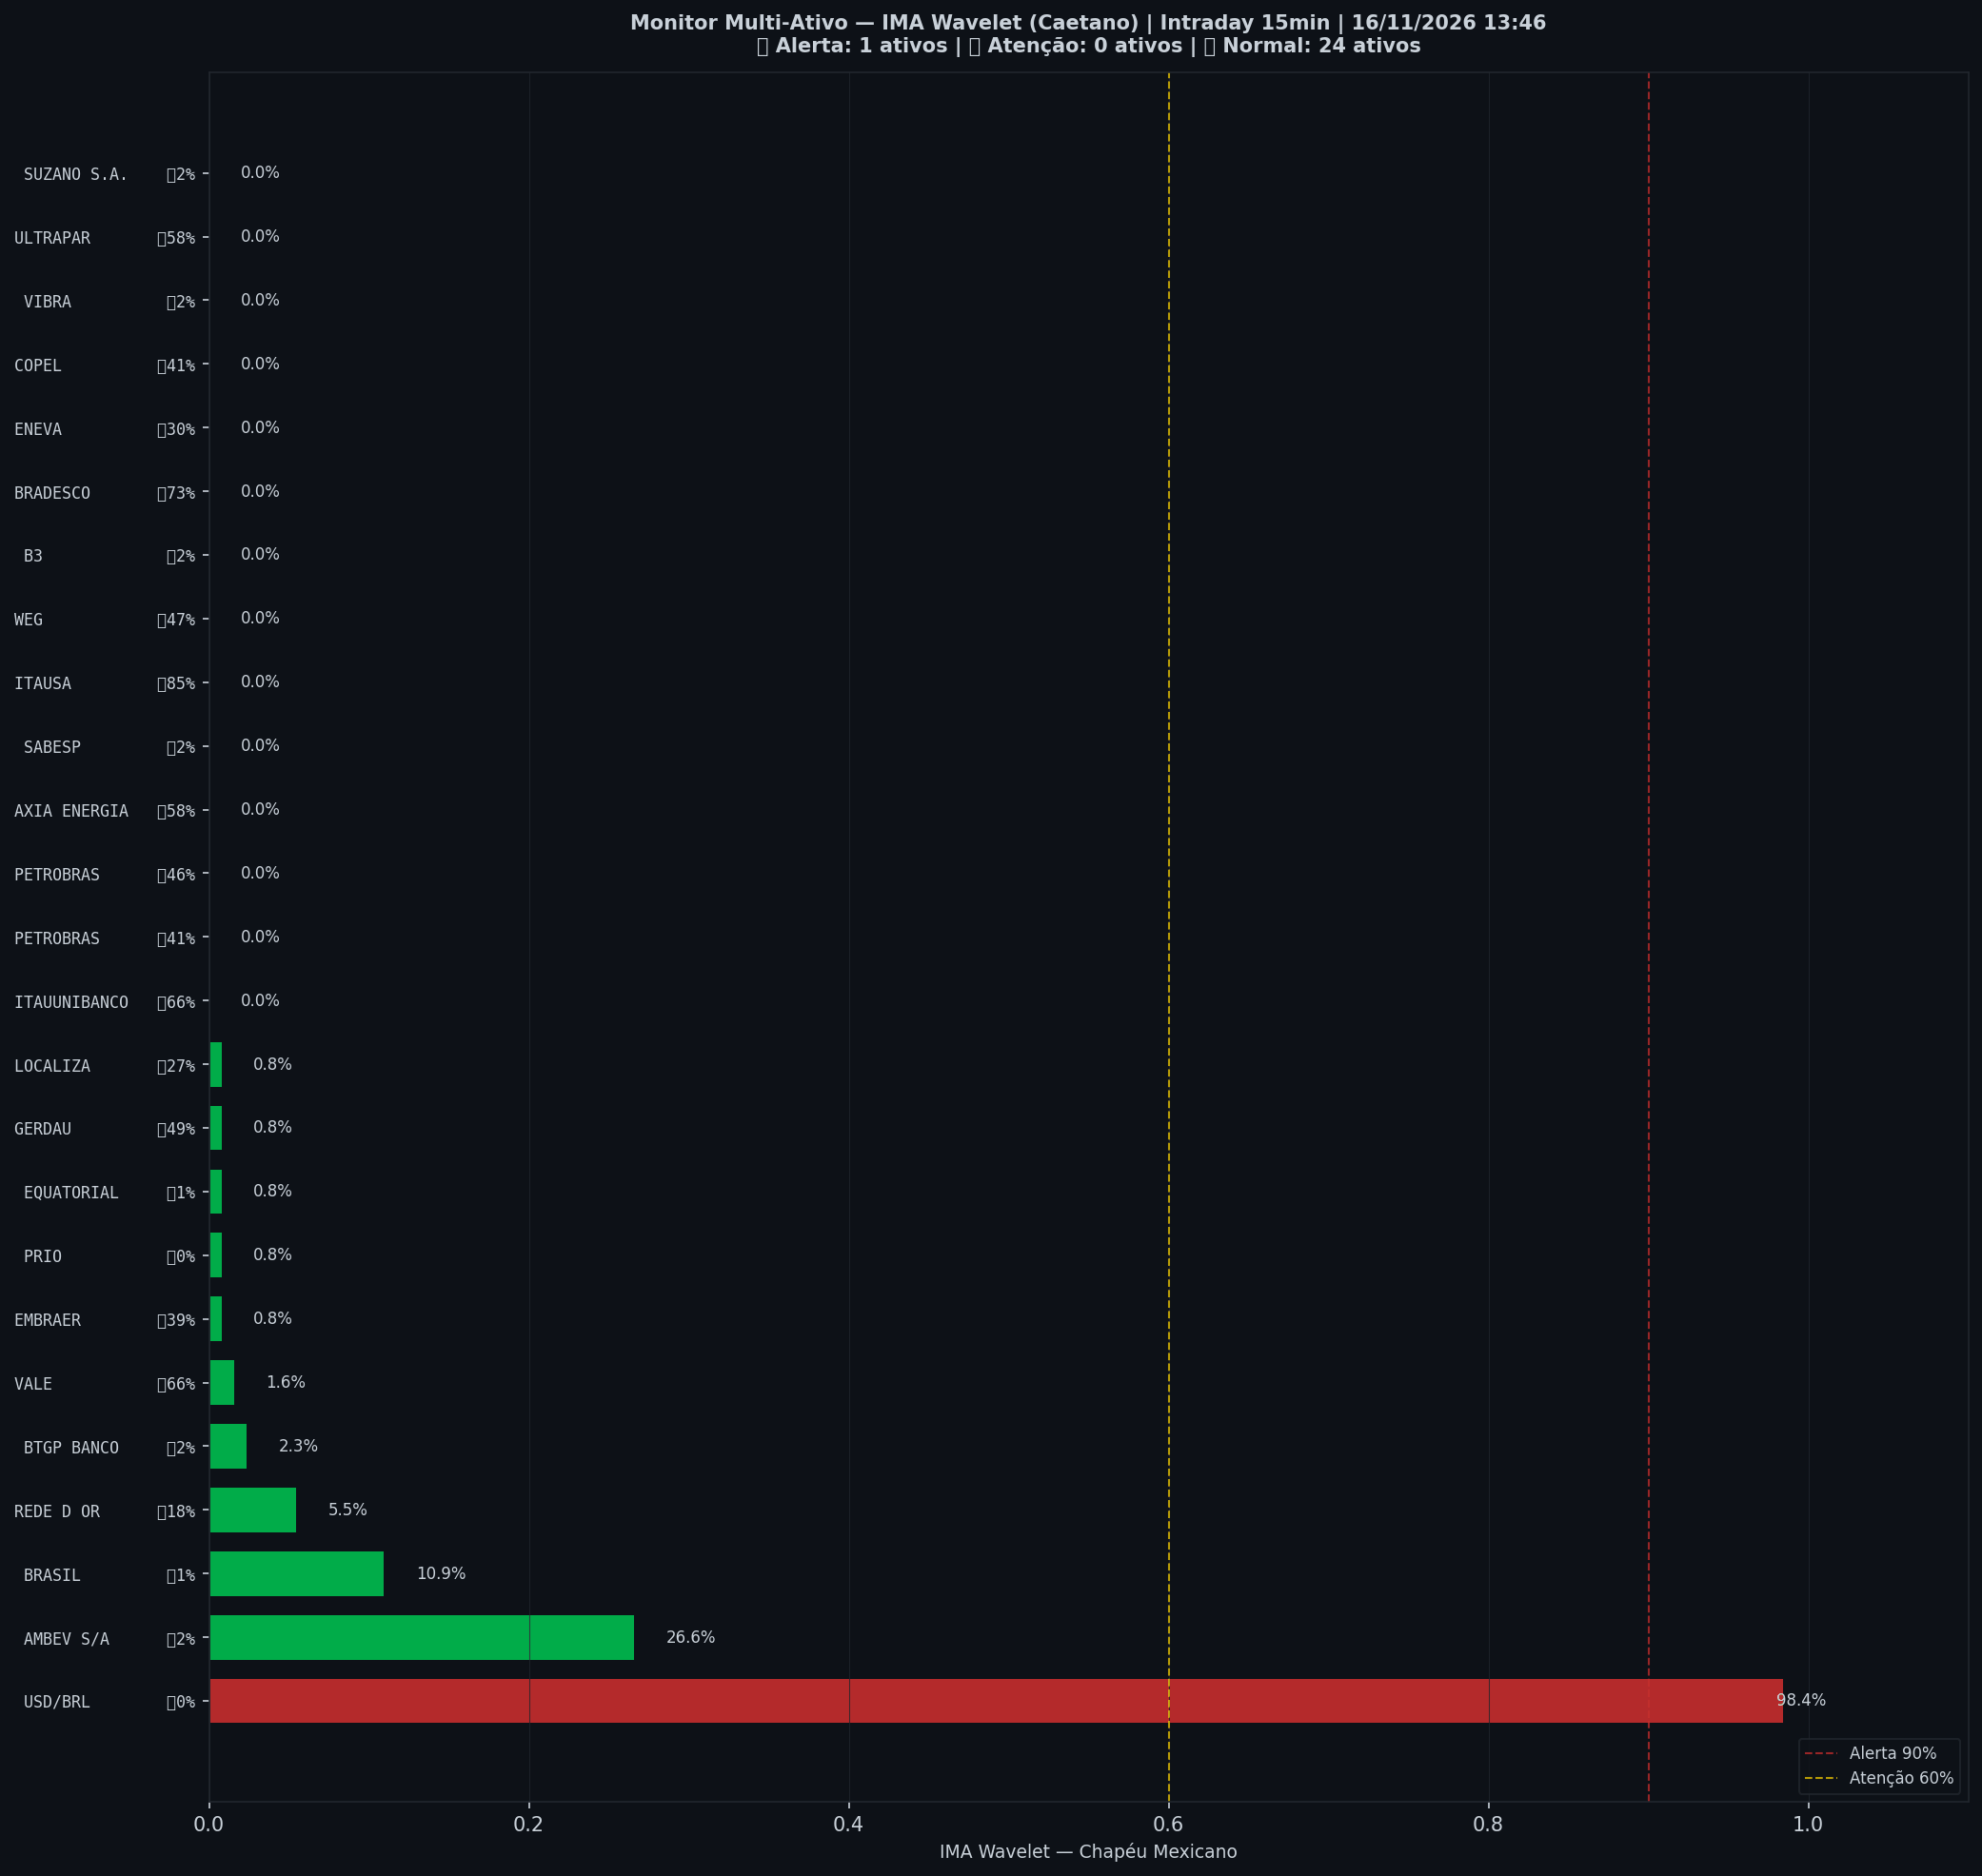 Monitor Multi-Ativo — IMA Wavelet (Caetano) | Intraday 15min | 16/11/2026 13:46
▯ Alerta: 1 ativos | ▯ Atenção: 0 ativos | ▯ Normal: 24 ativos
SUZANO S.A. ▯2% 0.0%
ULTRAPAR ▯58% 0.0%
VIBRA ▯2% 0.0%
COPEL ▯41% 0.0%
ENEVA ▯30% 0.0%
BRADESCO ▯73% 0.0%
B3 ▯2% 0.0%
WEG ▯47% 0.0%
ITAUSA ▯85% 0.0%
SABESP ▯2% 0.0%
AXIA ENERGIA ▯58% 0.0%
PETROBRAS ▯46% 0.0%
PETROBRAS ▯41% 0.0%
ITAUUNIBANCO ▯66% 0.0%
LOCALIZA ▯27% 0.8%
GERDAU ▯49% 0.8%
EQUATORIAL ▯1% 0.8%
PRIO ▯0% 0.8%
EMBRAER ▯39% 0.8%
VALE ▯66% 1.6%
BTGP BANCO ▯2% 2.3%
REDE D OR ▯18% 5.5%
BRASIL ▯1% 10.9%
AMBEV S/A ▯2% 26.6%
USD/BRL ▯0% 98.4%
Alerta 90%
Atenção 60%
0.0 0.2 0.4 0.6 0.8 1.0
IMA Wavelet — Chapéu Mexicano